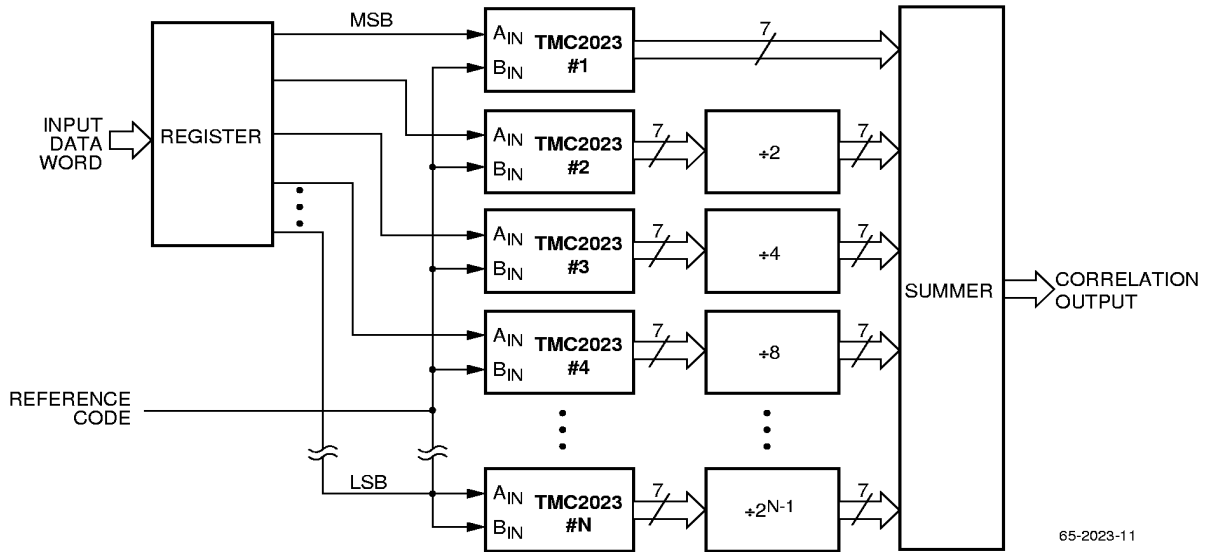 MSB
INPUT
DATA
WORD
REGISTER
A_IN TMC2023
B_IN #1
7
A_IN TMC2023
B_IN #2
7
÷2
7
A_IN TMC2023
B_IN #3
7
÷4
7
A_IN TMC2023
B_IN #4
7
÷8
7
SUMMER
CORRELATION
OUTPUT
REFERENCE
CODE
LSB
A_IN TMC2023
B_IN #N
7
÷2^N-1
7
65-2023-11